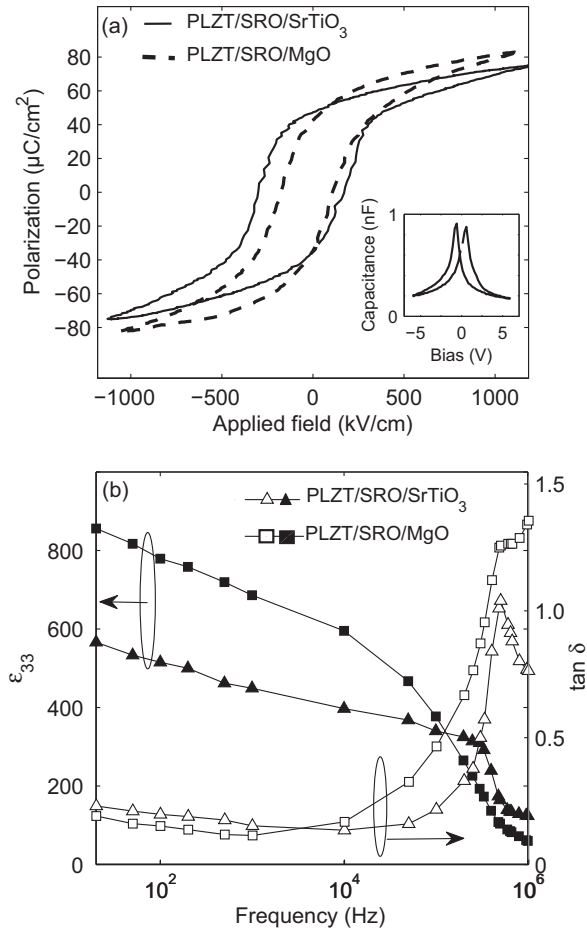 (a)
PLZT/SRO/SrTiO3
PLZT/SRO/MgO
80
60
40
20
0
−20
−40
−60
−80
Polarization (µC/cm2)
−1000 −500 0 500 1000
Applied field (kV/cm)
1
0
Capacitance (nF)
−5 0 5
Bias (V)
(b)
PLZT/SRO/SrTiO3
PLZT/SRO/MgO
800
600
400
200
100
0
ε33
1.5
1.0
0.5
0
tan δ
10^2 10^4 10^6
Frequency (Hz)